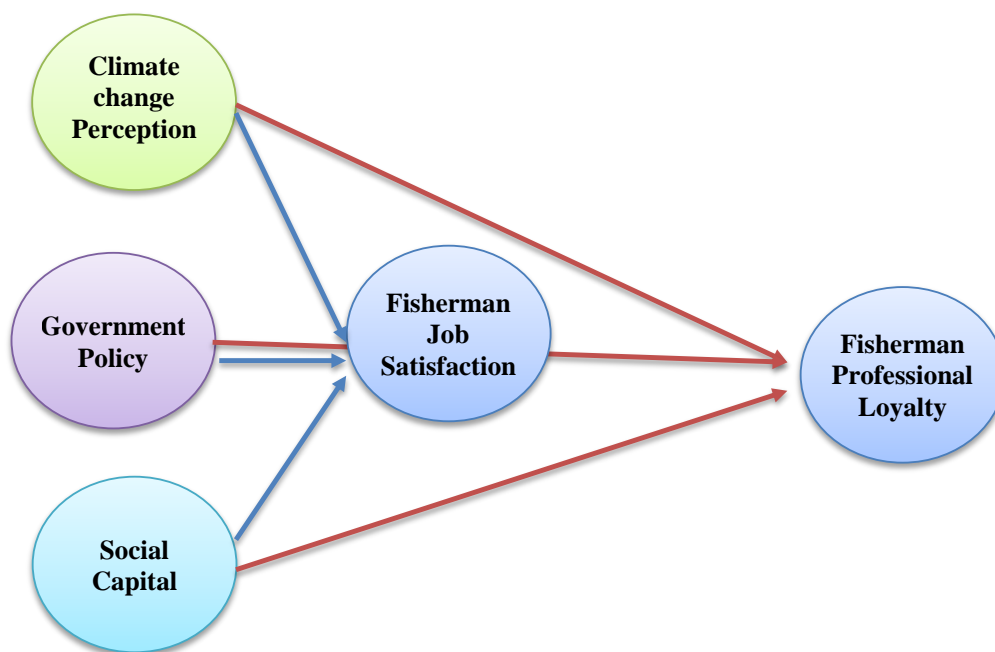 Climate
change
Perception
Government
Policy
Social
Capital
Fisherman
Job
Satisfaction
Fisherman
Professional
Loyalty